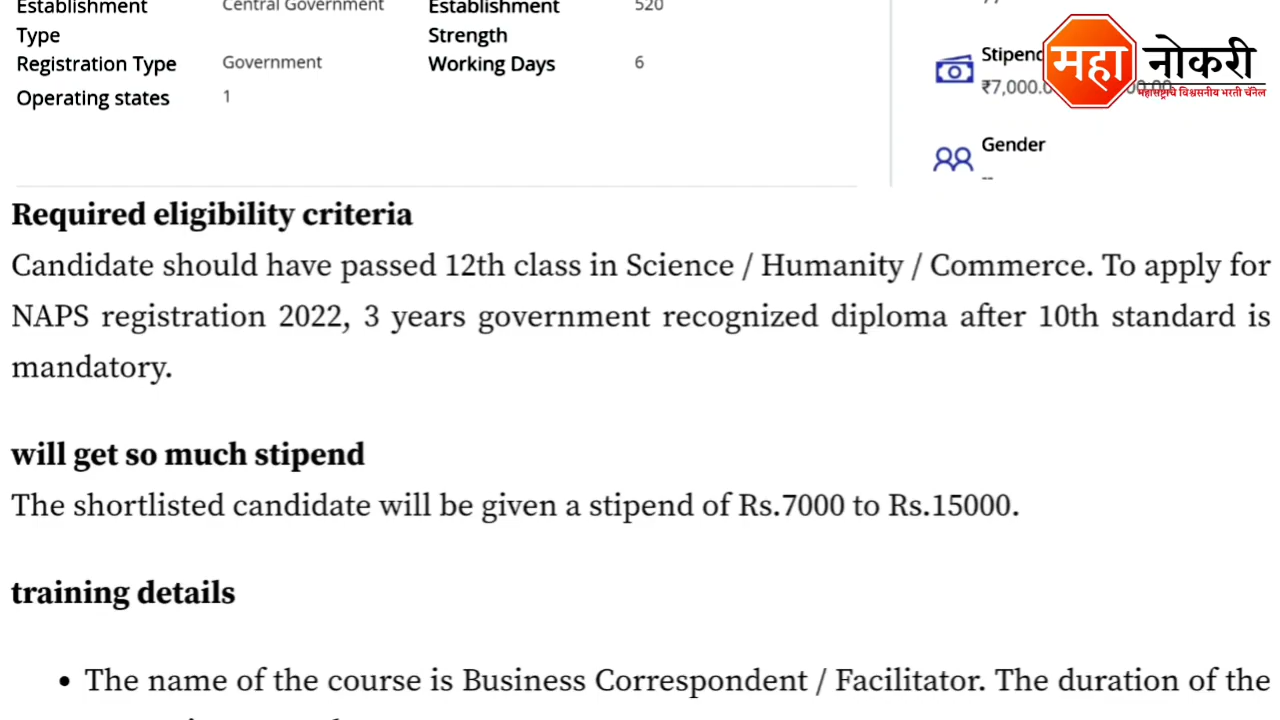 Establishment Central Government Establishment 520
Type Strength
Registration Type Government Working Days 6
Operating states 1
Stipend
₹7,000.0
Gender
--
महा नोकरी
महाराष्ट्राचे विश्वसनीय भरती चॅनेल
Required eligibility criteria
Candidate should have passed 12th class in Science / Humanity / Commerce. To apply for
NAPS registration 2022, 3 years government recognized diploma after 10th standard is
mandatory.
will get so much stipend
The shortlisted candidate will be given a stipend of Rs.7000 to Rs.15000.
training details
• The name of the course is Business Correspondent / Facilitator. The duration of the